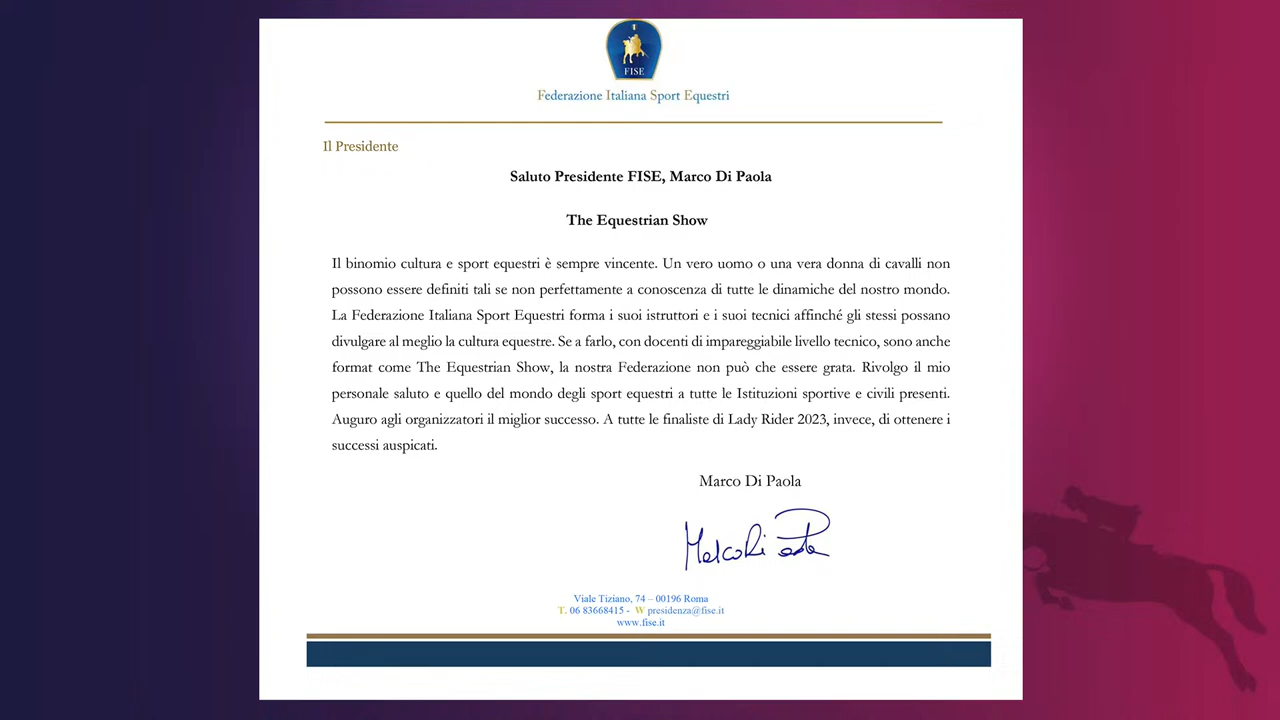 FISE
Federazione Italiana Sport Equestri
Il Presidente
Saluto Presidente FISE, Marco Di Paola
The Equestrian Show
Il binomio cultura e sport equestri è sempre vincente. Un vero uomo o una vera donna di cavalli non
possono essere definiti tali se non perfettamente a conoscenza di tutte le dinamiche del nostro mondo.
La Federazione Italiana Sport Equestri forma i suoi istruttori e i suoi tecnici affinché gli stessi possano
divulgare al meglio la cultura equestre. Se a farlo, con docenti di impareggiabile livello tecnico, sono anche
format come The Equestrian Show, la nostra Federazione non può che essere grata. Rivolgo il mio
personale saluto e quello del mondo degli sport equestri a tutte le Istituzioni sportive e civili presenti.
Auguro agli organizzatori il miglior successo. A tutte le finaliste di Lady Rider 2023, invece, di ottenere i
successi auspicati.
Marco Di Paola
Marco Di Paola
Viale Tiziano, 74 – 00196 Roma
T. 06 83668415 - W presidenza@fise.it
www.fise.it